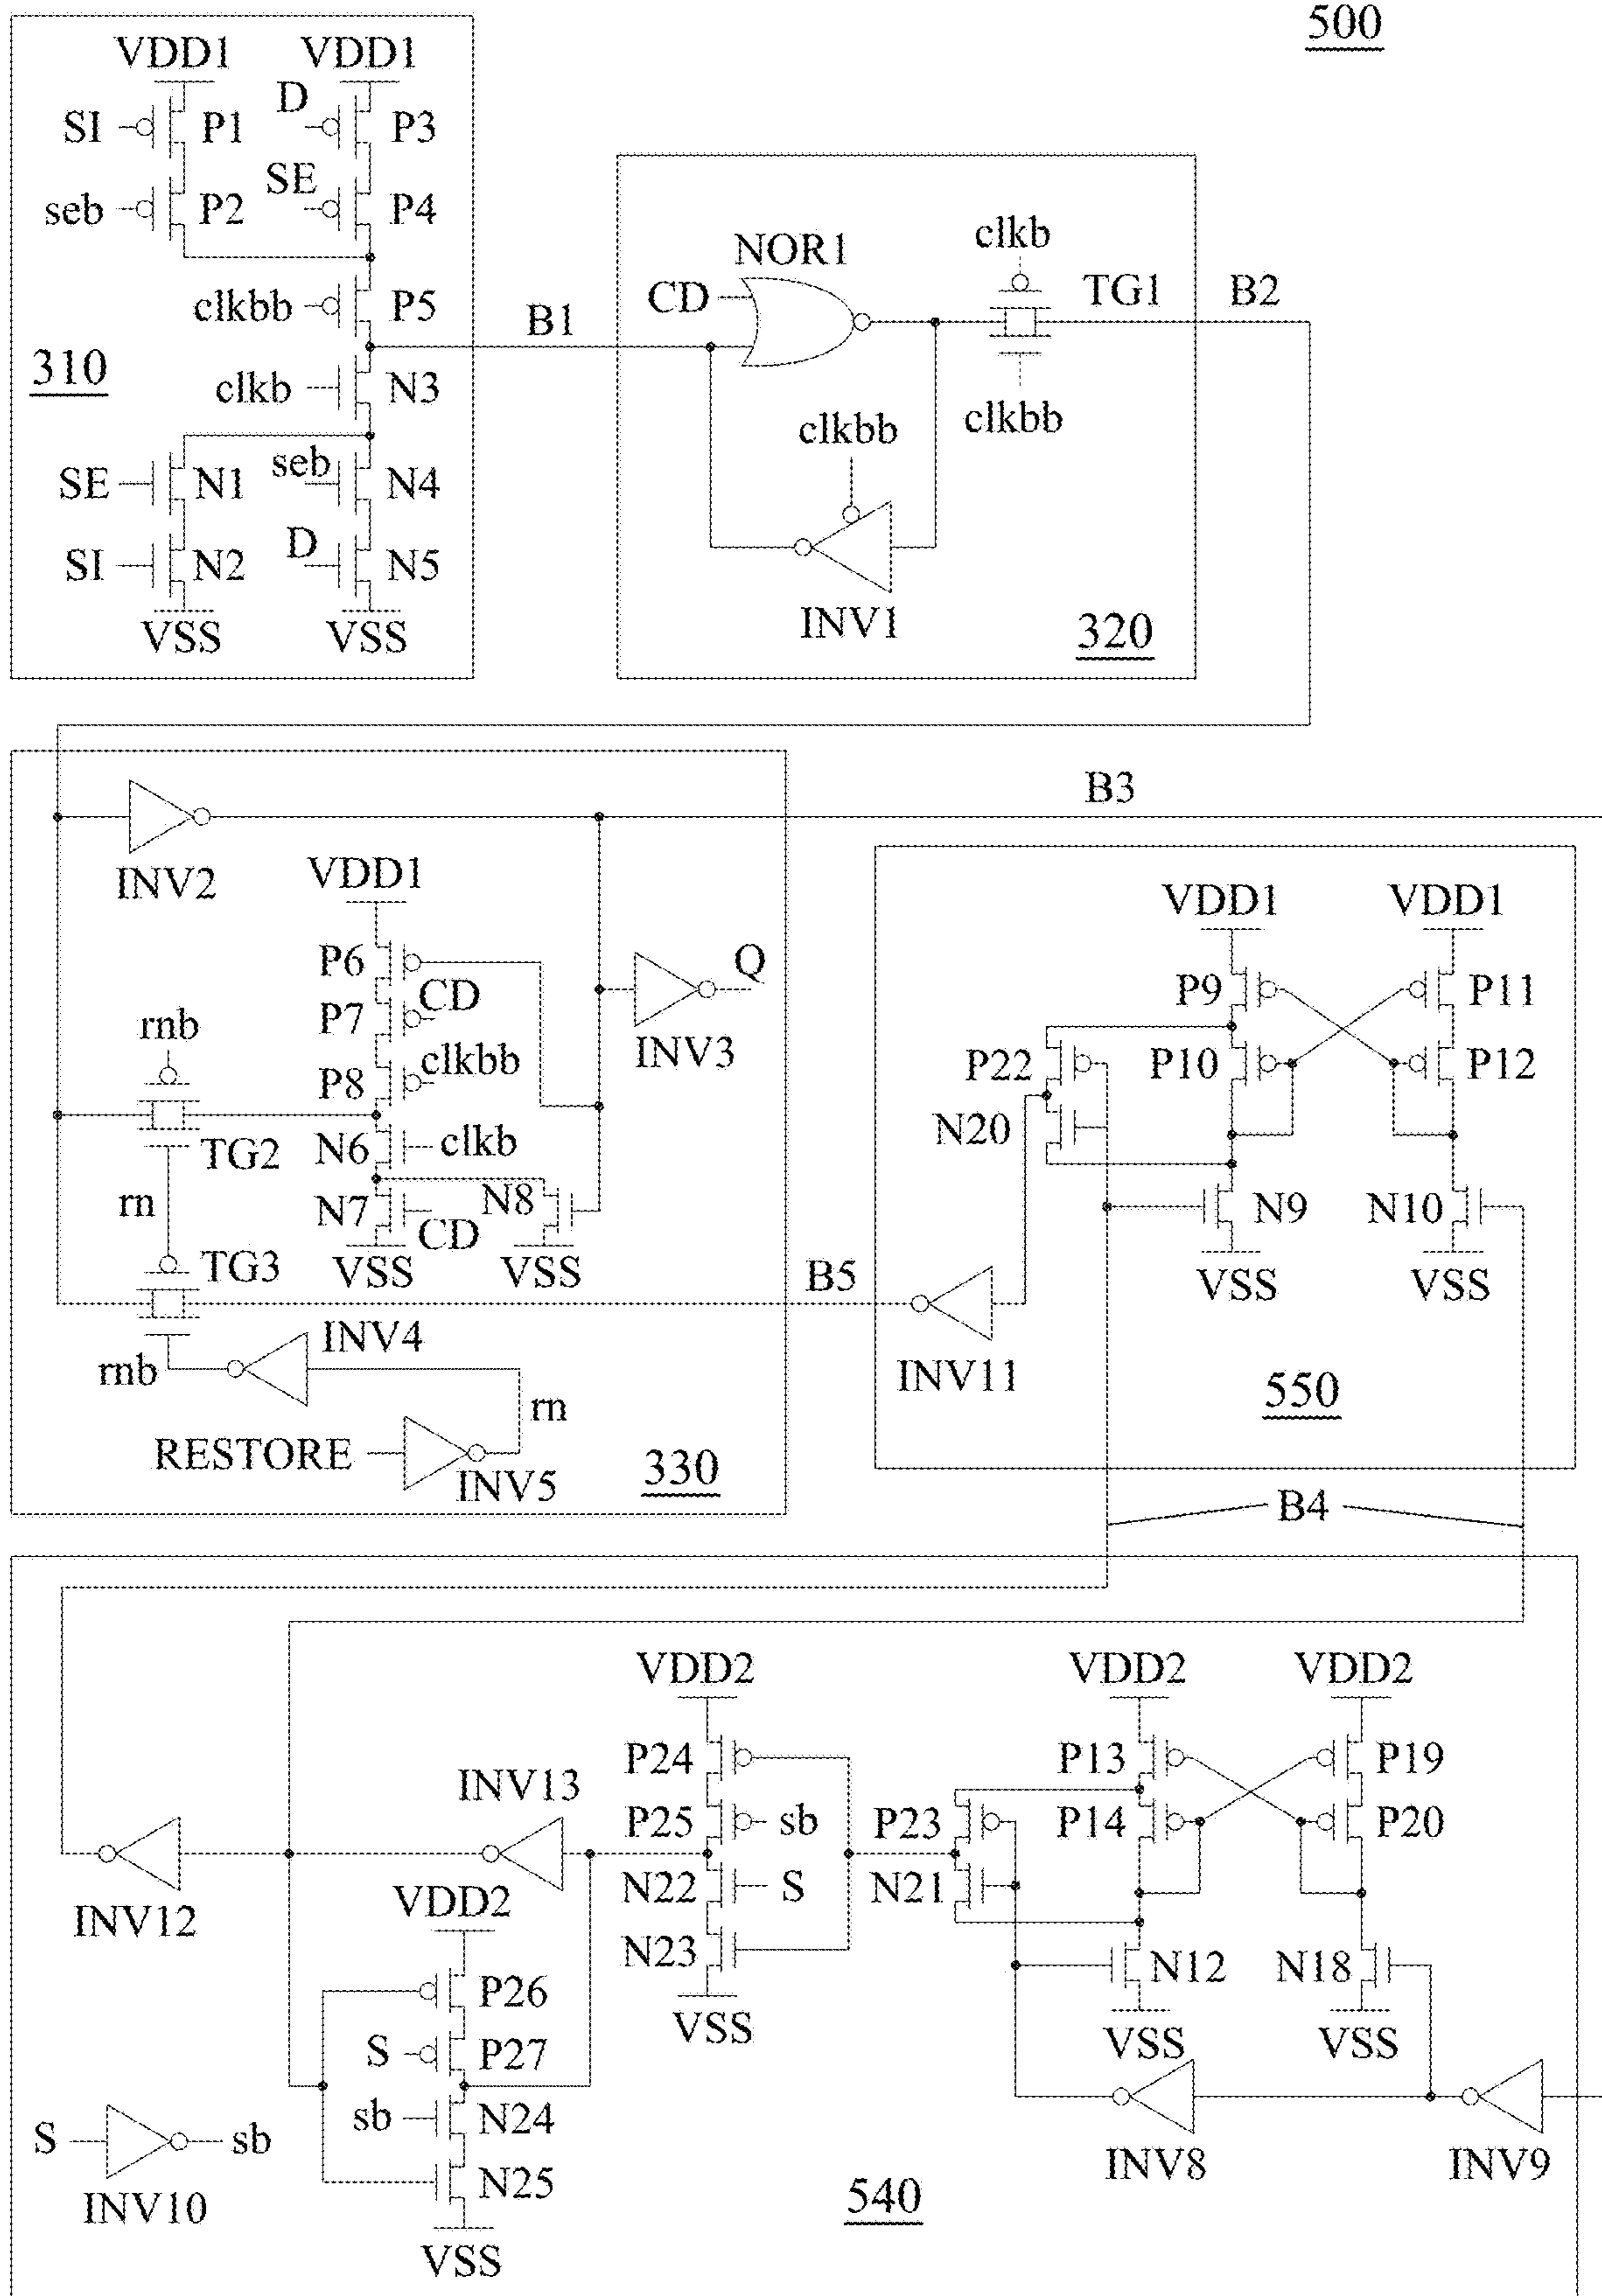 500
VDD1 VDD1
SI P1 D P3
seb P2 SE P4
clkbb P5
310
clkb N3
SE N1 seb N4
SI N2 D N5
VSS VSS
B1
NOR1
CD
clkb
TG1
clkbb
clkbb
INV1
320
B2
B3
INV2
VDD1
P6
CD
P7
clkbb
P8
rnb
TG2
N6 clkb
N7 CD
N8
VSS VSS
Q
INV3
rn
TG3
rnb
INV4
rn
RESTORE
INV5
330
B5
VDD1 VDD1
P9 P11
P22 P10 P12
N20
N9 N10
VSS VSS
INV11
550
B4
VDD2 VDD2 VDD2
P24 P13 P19
INV13
P25 sb P23 P14 P20
N22 S N21
INV12
VDD2
N23 N12 N18
VSS VSS VSS
P26
S P27
sb N24
S sb
N25
INV10
VSS
INV8 INV9
540